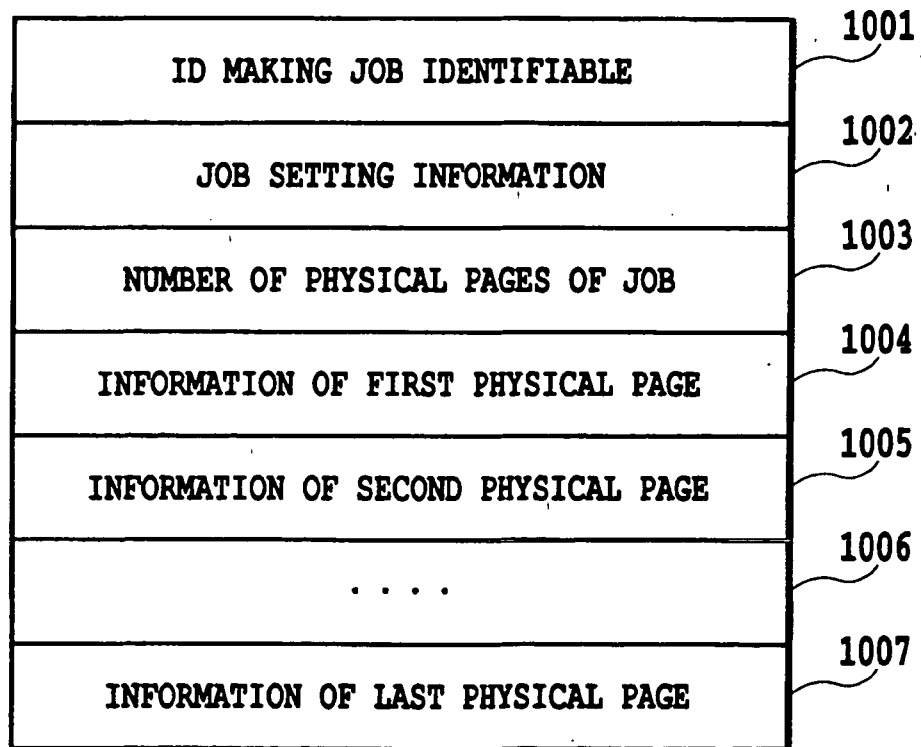 1001
ID MAKING JOB IDENTIFIABLE
1002
JOB SETTING INFORMATION
1003
NUMBER OF PHYSICAL PAGES OF JOB
1004
INFORMATION OF FIRST PHYSICAL PAGE
1005
INFORMATION OF SECOND PHYSICAL PAGE
1006
. . . .
1007
INFORMATION OF LAST PHYSICAL PAGE